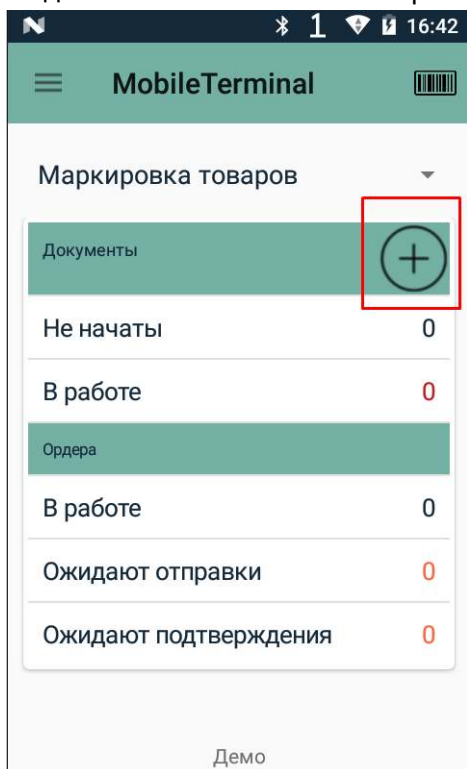 1 16:42
MobileTerminal
Маркировка товаров
Документы
Не начаты 0
В работе 0
Ордера
В работе 0
Ожидают отправки 0
Ожидают подтверждения 0
Демо